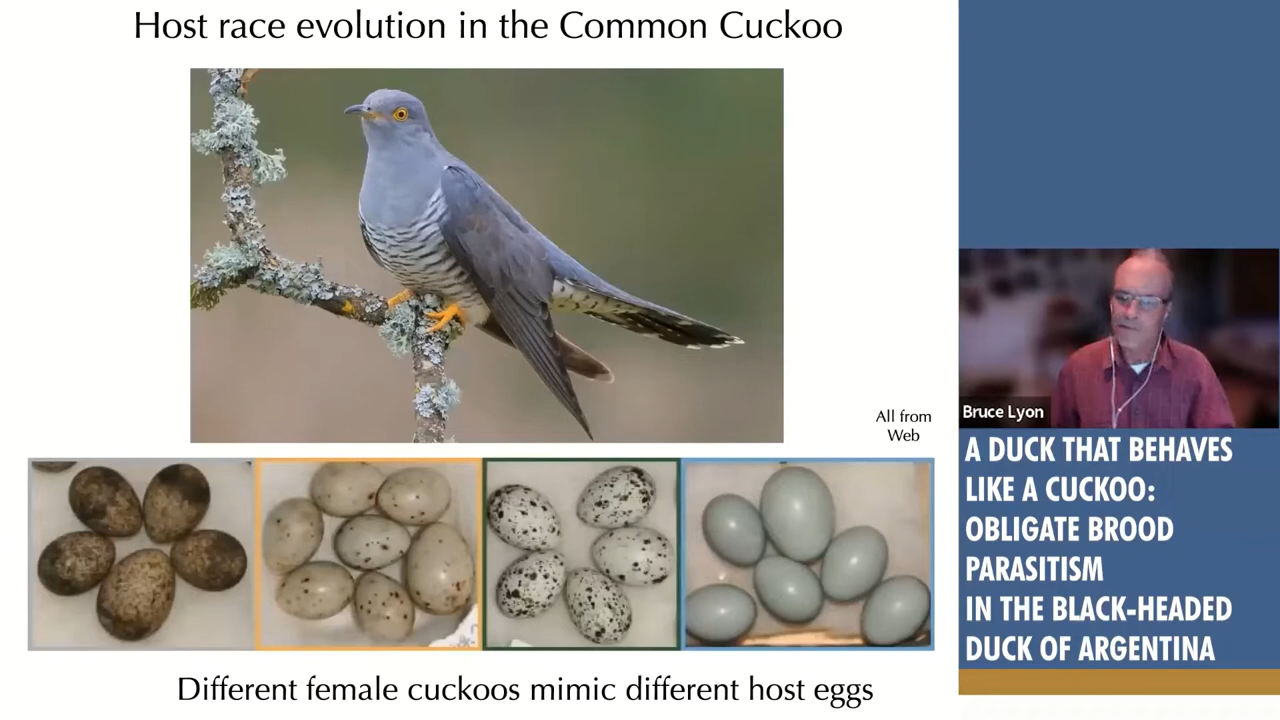 Host race evolution in the Common Cuckoo
All from
Web
Different female cuckoos mimic different host eggs
Bruce Lyon
A DUCK THAT BEHAVES
LIKE A CUCKOO:
OBLIGATE BROOD
PARASITISM
IN THE BLACK-HEADED
DUCK OF ARGENTINA